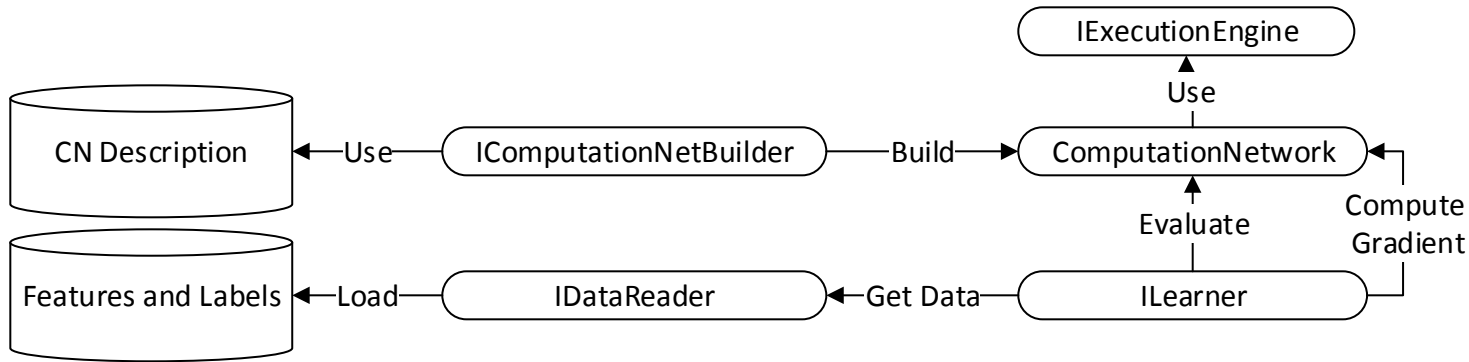 IExecutionEngine
Use
CN Description
Use
IComputationNetBuilder
Build
ComputationNetwork
Evaluate
Compute
Gradient
Features and Labels
Load
IDataReader
Get Data
ILearner